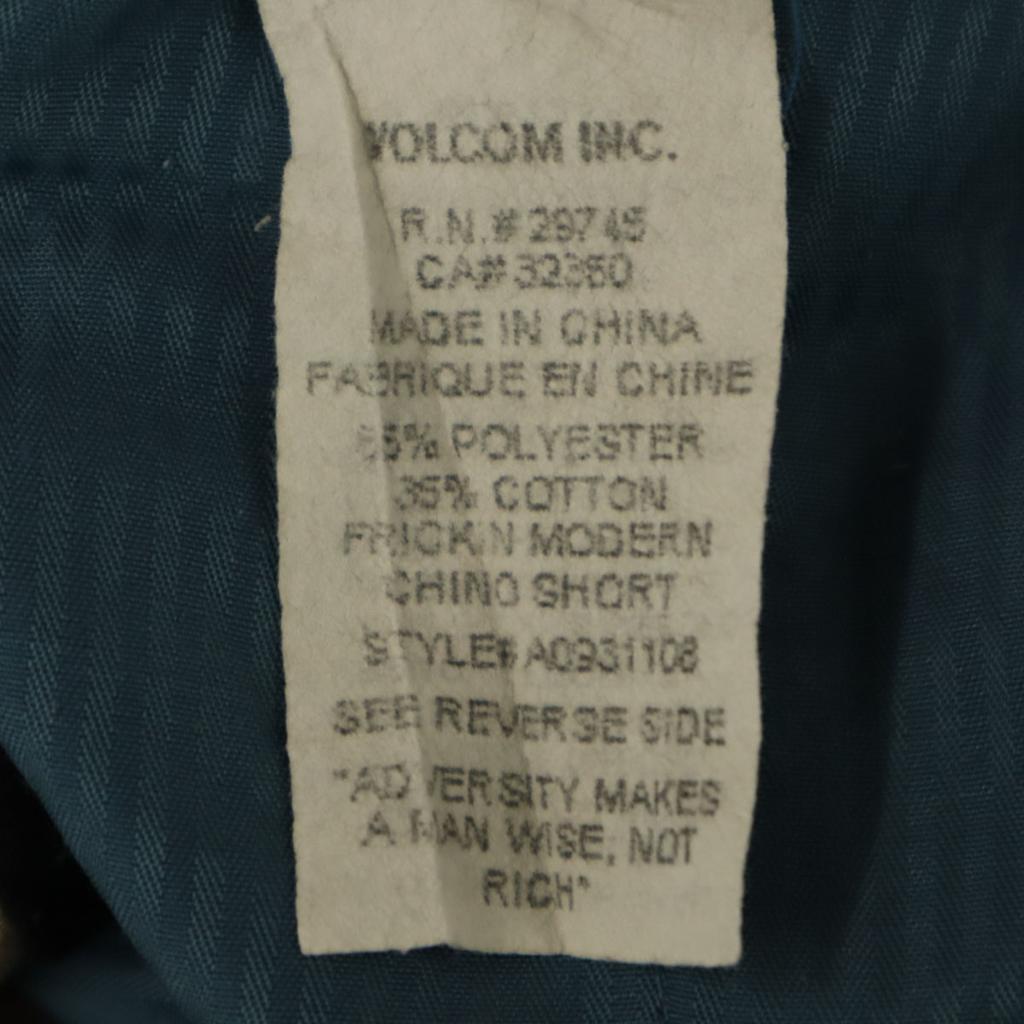 VOLCOM INC.
R.N.# 29745
CA# 32360
MADE IN CHINA
FABRIQUE EN CHINE
65% POLYESTER
35% COTTON
FRICKIN MODERN
CHINO SHORT
STYLE# A0931108
SEE REVERSE SIDE
"ADVERSITY MAKES
A MAN WISE, NOT
RICH"